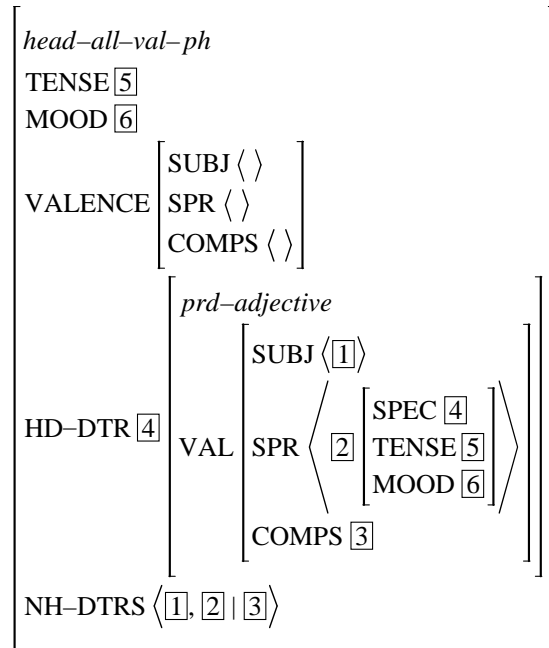 head–all–val–ph
TENSE 5
MOOD 6
SUBJ ⟨ ⟩
VALENCE SPR ⟨ ⟩
COMPS ⟨ ⟩
prd–adjective
SUBJ ⟨1⟩
SPEC 4
HD–DTR 4 VAL SPR ⟨ 2 TENSE 5 ⟩
MOOD 6
COMPS 3
NH–DTRS ⟨1, 2 | 3⟩